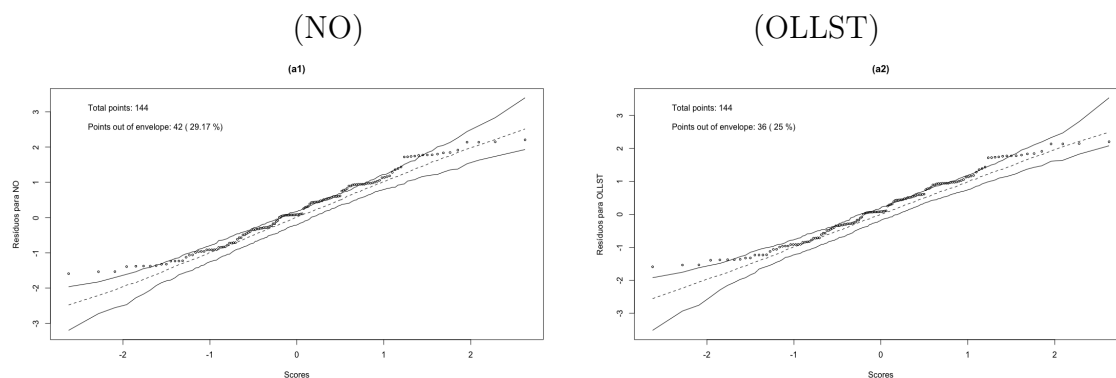 (NO)
(OLLST)
(a1)
Total points: 144
Points out of envelope: 42 ( 29.17 %)
Resíduos para NO
3
2
1
0
-1
-2
-3
-2
-1
0
1
2
Scores
(a2)
Total points: 144
Points out of envelope: 36 ( 25 %)
Resíduos para OLLST
3
2
1
0
-1
-2
-3
-2
-1
0
1
2
Scores